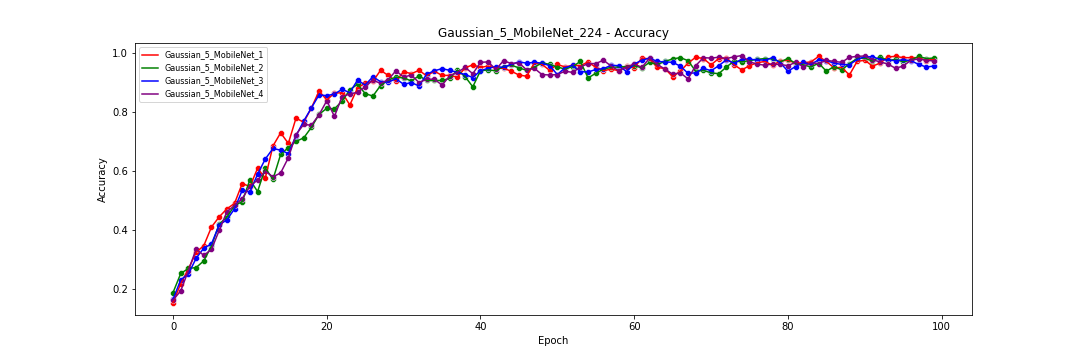 Gaussian_5_MobileNet_224 - Accuracy
1.0
0.8
0.6
0.4
0.2
Accuracy
Gaussian_5_MobileNet_1
Gaussian_5_MobileNet_2
Gaussian_5_MobileNet_3
Gaussian_5_MobileNet_4
0
20
40
60
80
100
Epoch